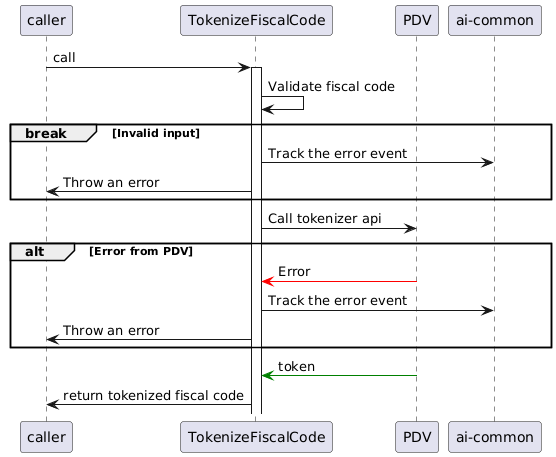 caller TokenizeFiscalCode PDV ai-common
call
Validate fiscal code
break [Invalid input]
Track the error event
Throw an error
Call tokenizer api
alt [Error from PDV]
Error
Track the error event
Throw an error
token
return tokenized fiscal code
caller TokenizeFiscalCode PDV ai-common